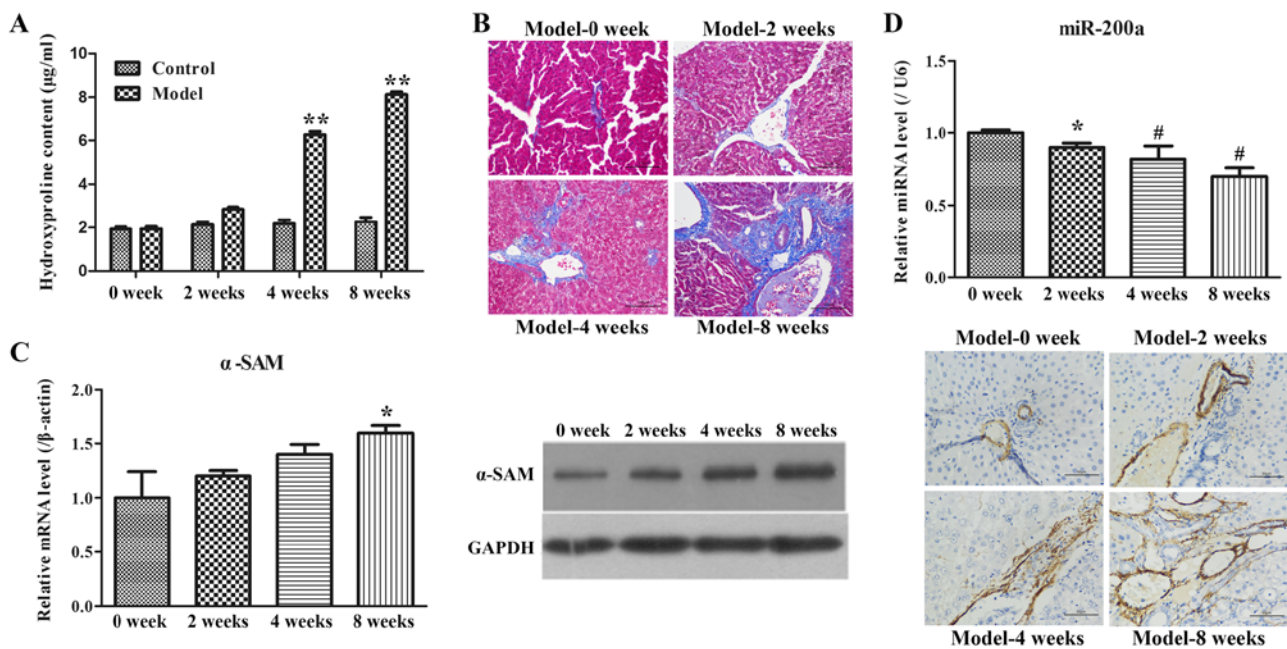 A
Hydroxyproline content (μg/ml)
10
8
6
4
2
0
Control
Model
**
**
0 week
2 weeks
4 weeks
8 weeks
B
Model-0 week
Model-2 weeks
Model-4 weeks
Model-8 weeks
C
α-SAM
Relative mRNA level (/β-actin)
2.0
1.5
1.0
0.5
0.0
*
0 week
2 weeks
4 weeks
8 weeks
0 week
2 weeks
4 weeks
8 weeks
α-SAM
GAPDH
D
miR-200a
Relative miRNA level (/ U6)
1.5
1.0
0.5
0.0
*
#
#
0 week
2 weeks
4 weeks
8 weeks
Model-0 week
Model-2 weeks
Model-4 weeks
Model-8 weeks